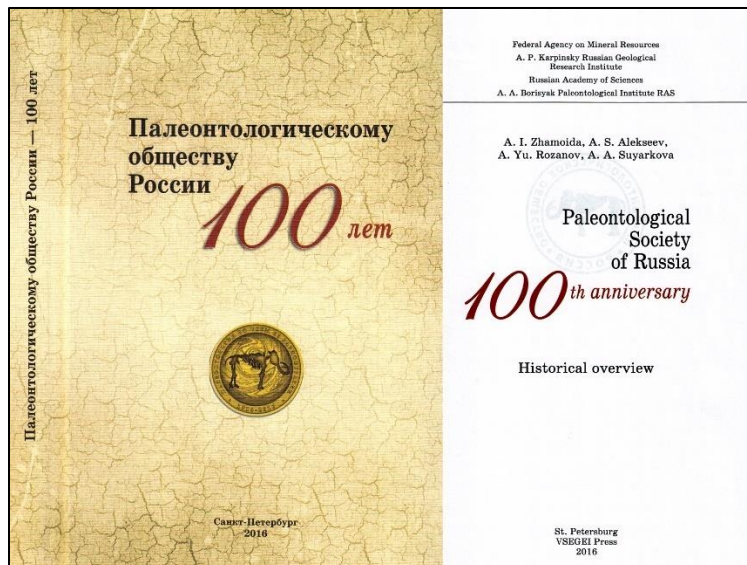 Палеонтологическому обществу России — 100 лет
Палеонтологическому
обществу
России
100 лет
Санкт-Петербург
2016
Federal Agency on Mineral Resources
A. P. Karpinsky Russian Geological
Research Institute
Russian Academy of Sciences
A. A. Borisyak Paleontological Institute RAS
A. I. Zhamoida, A. S. Alekseev,
A. Yu. Rozanov, A. A. Suyarkova
Paleontological
Society
of Russia
100th anniversary
Historical overview
St. Petersburg
VSEGEI Press
2016